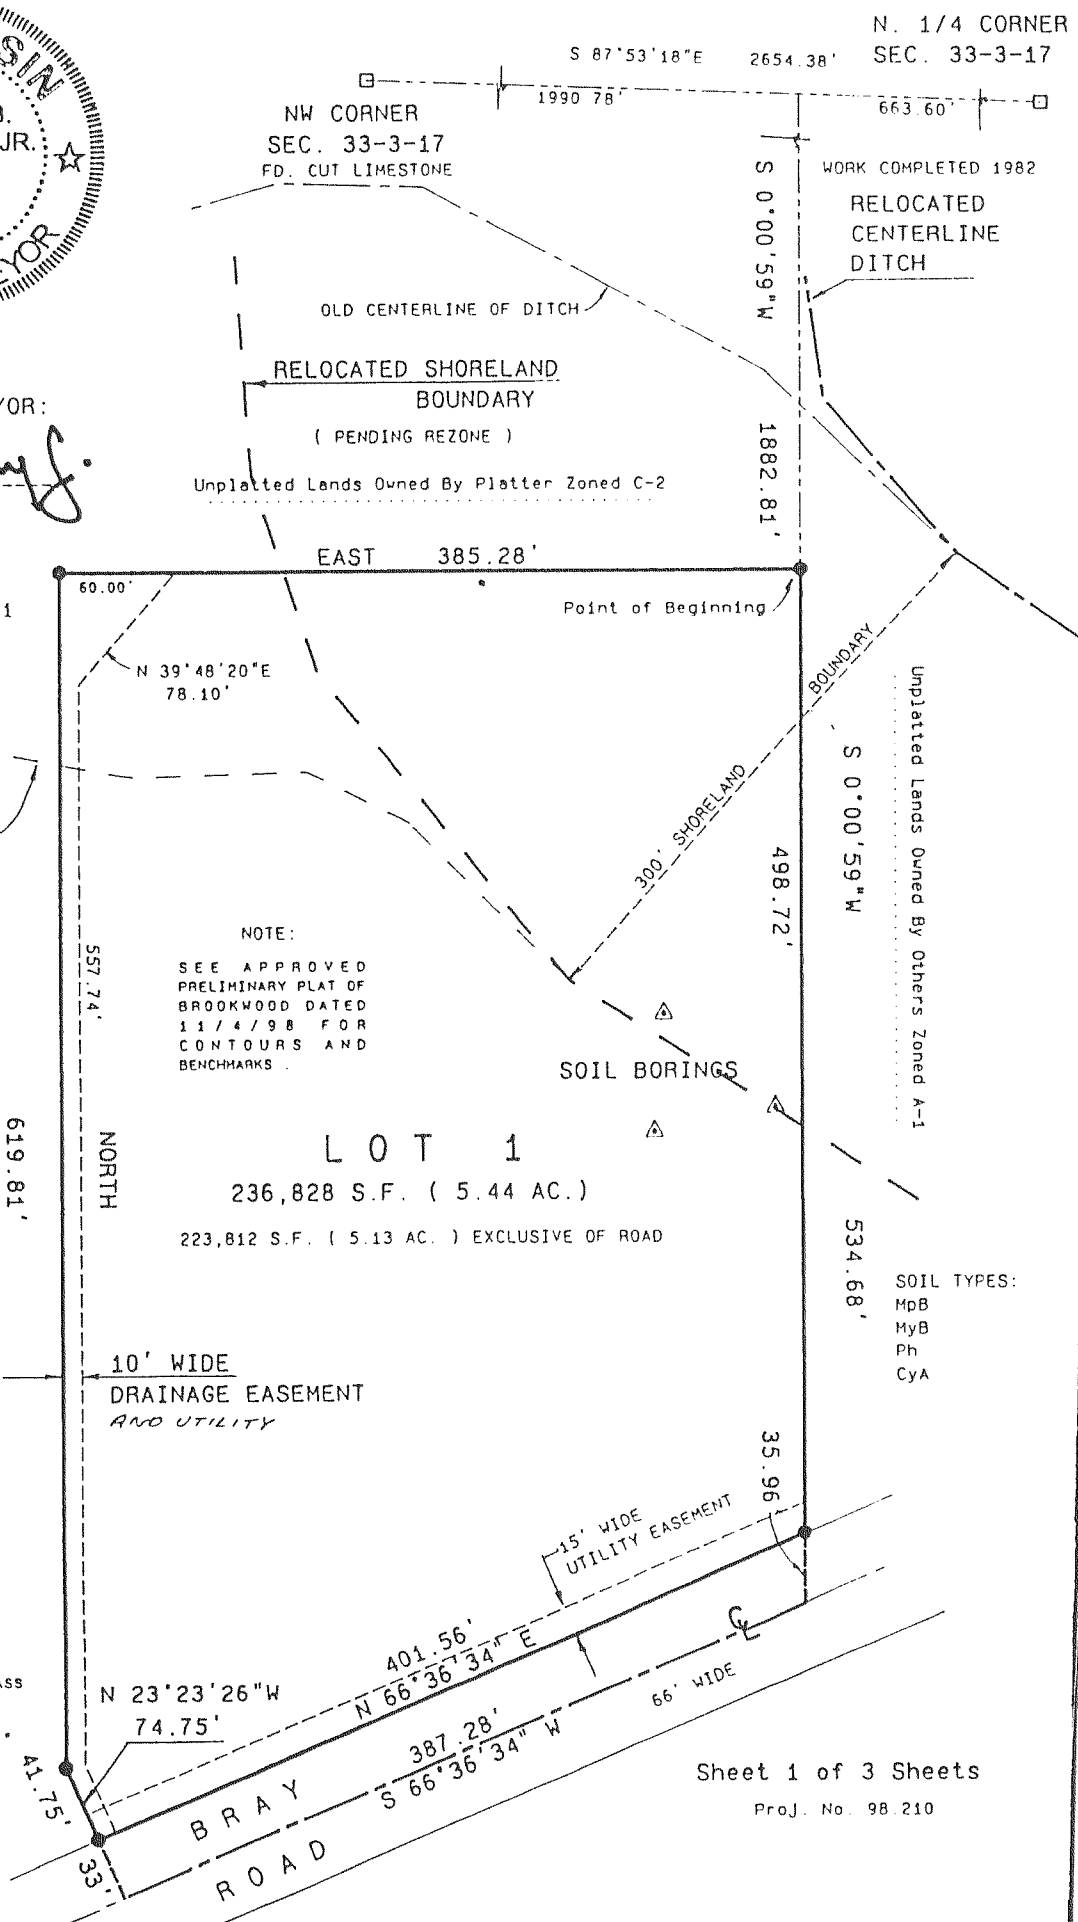 N. 1/4 CORNER
SEC. 33-3-17
S 87°53'18"E 2654.38'
1990 78'
663.60'
NW CORNER
SEC. 33-3-17
FD. CUT LIMESTONE
SIN
JR.
YOR
WORK COMPLETED 1982
RELOCATED
CENTERLINE
DITCH
S 0°00'59"W
1882.81'
OLD CENTERLINE OF DITCH
RELOCATED SHORELAND
BOUNDARY
( PENDING REZONE )
YOR:
Unplatted Lands Owned By Platter Zoned C-2
EAST 385.28'
60.00'
1
Point of Beginning
N 39°48'20"E
78.10'
300' SHORELAND BOUNDARY
Unplatted Lands Owned By Others Zoned A-1
S 0°00'59"W
498.72'
534.68'
NOTE:
SEE APPROVED
PRELIMINARY PLAT OF
BROOKWOOD DATED
11/4/98 FOR
CONTOURS AND
BENCHMARKS .
557.74'
NORTH
619.81'
SOIL BORINGS
LOT 1
236,828 S.F. ( 5.44 AC.)
223,812 S.F. ( 5.13 AC. ) EXCLUSIVE OF ROAD
SOIL TYPES:
MpB
MyB
Ph
CyA
10' WIDE
DRAINAGE EASEMENT
AND UTILITY
35.96
15' WIDE
UTILITY EASEMENT
401.56'
N 66°36'34" E
387.28'
S 66°36'34" W
CL
66' WIDE
ASS
N 23°23'26"W
74.75'
41.75'
33'
BRAY
ROAD
Sheet 1 of 3 Sheets
Proj. No. 98.210